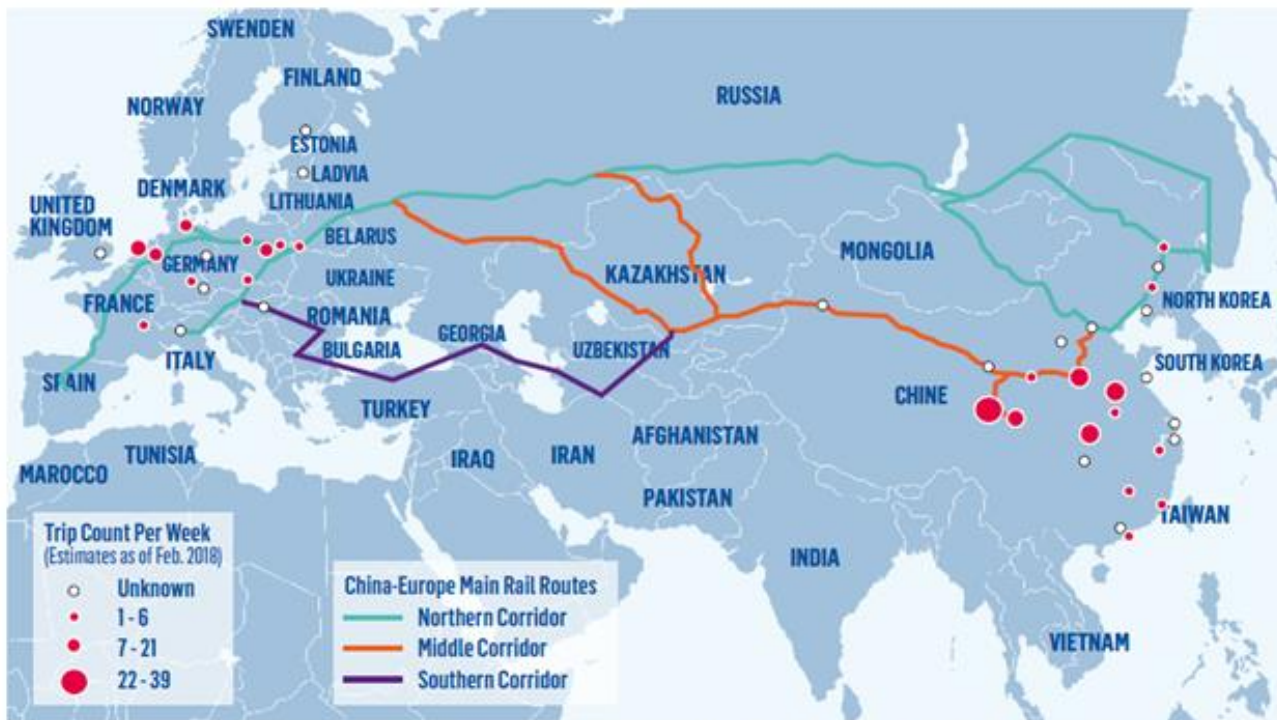 SWENDEN
FINLAND
NORWAY
RUSSIA
ESTONIA
LADVIA
DENMARK
LITHUANIA
UNITED
KINGDOM
BELARUS
GERMANY
MONGOLIA
UKRAINE
KAZAKHSTAN
FRANCE
NORTH KOREA
ROMANIA
GEORGIA
BULGARIA
UZBEKISTAN
ITALY
SOUTH KOREA
SPAIN
CHINE
TURKEY
AFGHANISTAN
TUNISIA
IRAQ
IRAN
MAROCCO
PAKISTAN
TAIWAN
INDIA
VIETNAM
Trip Count Per Week
(Estimates as of Feb. 2018)
Unknown
1 - 6
7 - 21
22 - 39
China-Europe Main Rail Routes
Northern Corridor
Middle Corridor
Southern Corridor